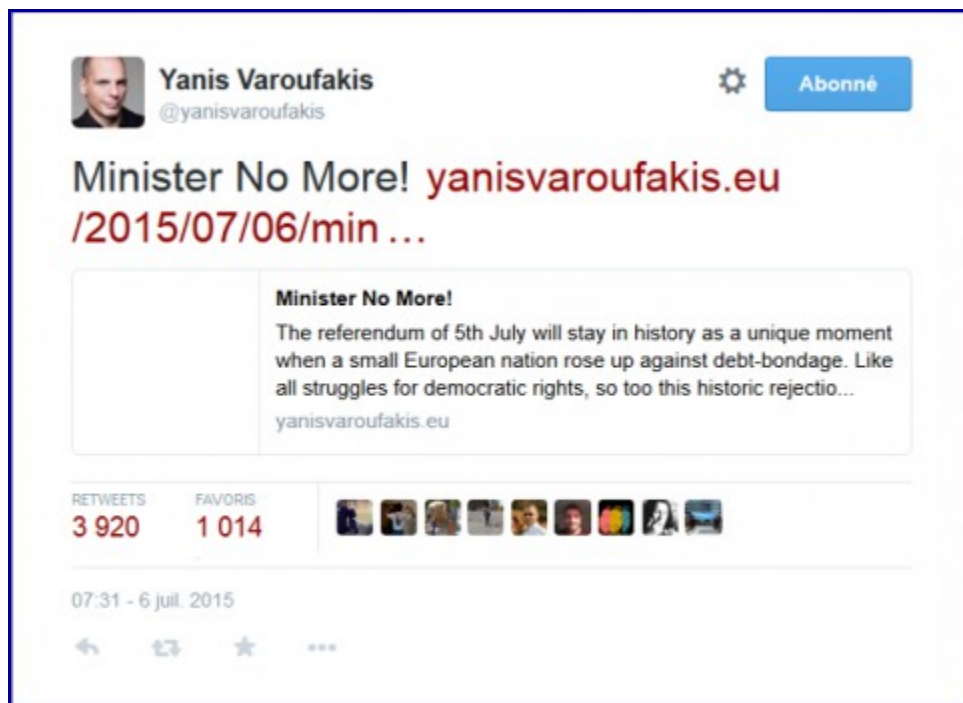 Yanis Varoufakis
@yanisvaroufakis
Abonné
Minister No More! yanisvaroufakis.eu
/2015/07/06/min ...
Minister No More!
The referendum of 5th July will stay in history as a unique moment
when a small European nation rose up against debt-bondage. Like
all struggles for democratic rights, so too this historic rejectio...
yanisvaroufakis.eu
RETWEETS FAVORIS
3 920 1 014
07:31 - 6 juil. 2015